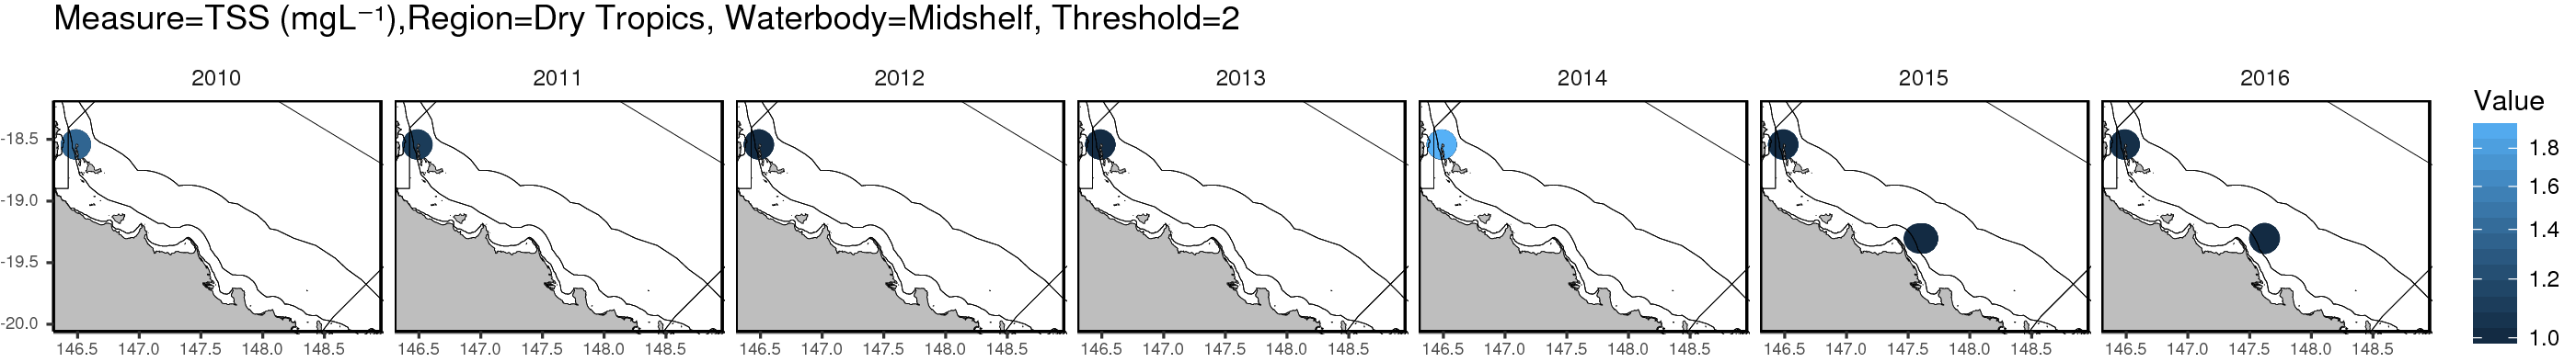 Measure=TSS (mgL⁻¹),Region=Dry Tropics, Waterbody=Midshelf, Threshold=2
2010 2011 2012 2013 2014 2015 2016
Value
-18.5
-19.0
-19.5
-20.0
1.8
1.6
1.4
1.2
1.0
146.5 147.0 147.5 148.0 148.5 146.5 147.0 147.5 148.0 148.5 146.5 147.0 147.5 148.0 148.5 146.5 147.0 147.5 148.0 148.5 146.5 147.0 147.5 148.0 148.5 146.5 147.0 147.5 148.0 148.5 146.5 147.0 147.5 148.0 148.5